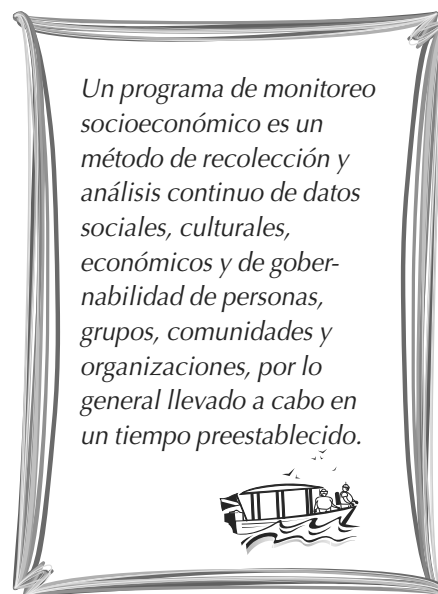 Un programa de monitoreo
socioeconómico es un
método de recolección y
análisis continuo de datos
sociales, culturales,
económicos y de gober-
nabilidad de personas,
grupos, comunidades y
organizaciones, por lo
general llevado a cabo en
un tiempo preestablecido.